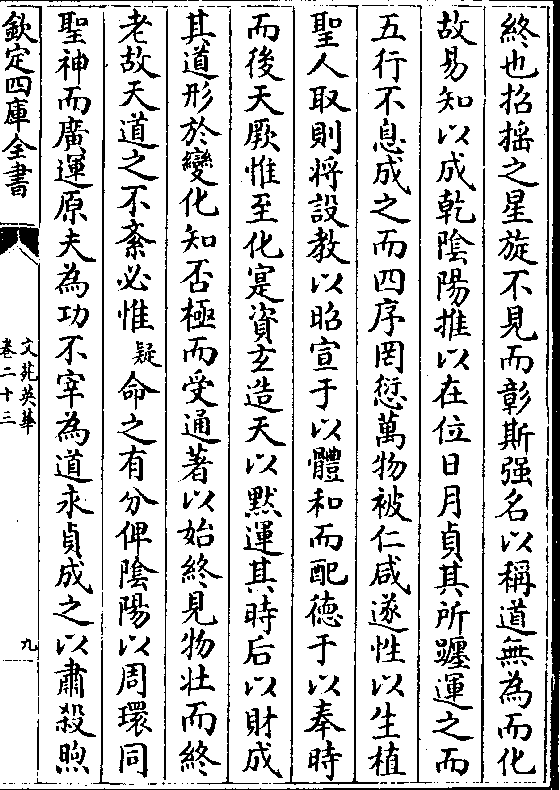 終也招揺之星旋不見而彰斯强名以稱道無為而化
故易知以成乾隂陽推以在位日月貞其所躔運之而
五行不息成之而四序罔愆萬物被仁咸遂性以生植
聖人取則將設教以昭宣于以體和而配徳于以奉時
而後天厥惟至化寔資𤣥造天以黙運其時后以財成
其道形於變化知否極而受通著以始終見物壮而終
老故天道之不紊必惟疑命之有分俾隂陽以周環同
聖神而廣運原夫為功不宰為道永貞成之以肅殺煦
欽定四庫全書
文苑英華
卷二十三
九